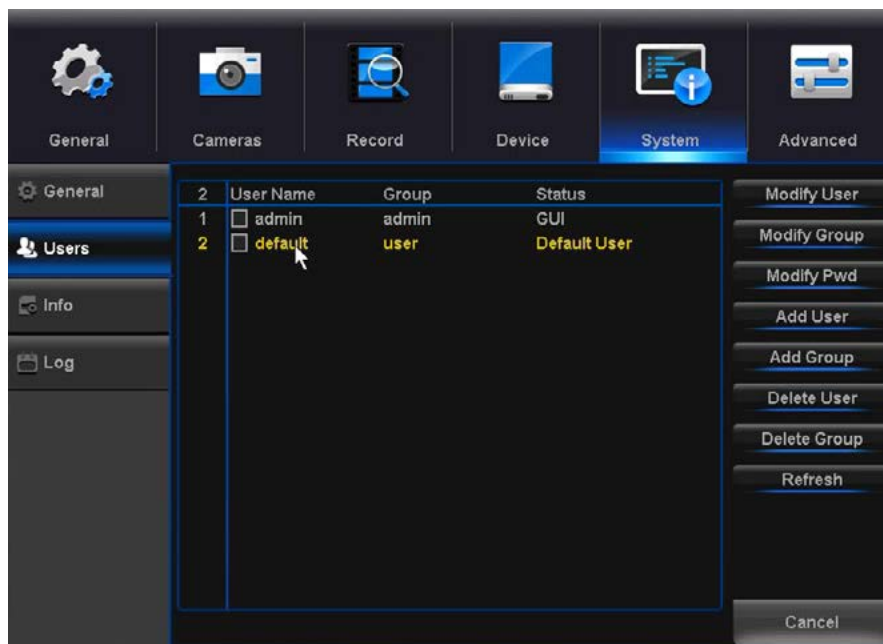 General Cameras Record Device System Advanced
General
Users
Info
Log
2 User Name Group Status
1 admin admin GUI
2 default user Default User
Modify User
Modify Group
Modify Pwd
Add User
Add Group
Delete User
Delete Group
Refresh
Cancel